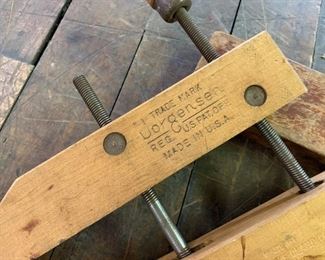 TRADE MARK
Jorgensen
REG. U.S. PAT. OFF.
MADE IN U.S.A.